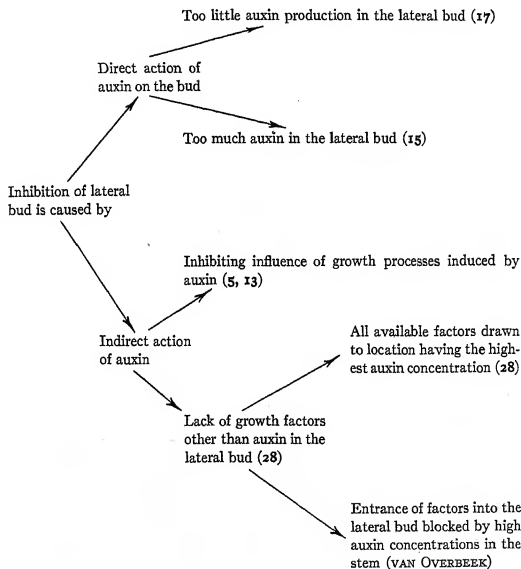 Too little auxin production in the lateral bud (17)
Direct action of
auxin on the bud
Too much auxin in the lateral bud (15)
Inhibition of lateral
bud is caused by
Inhibiting influence of growth processes induced by
auxin (5, 13)
Indirect action
of auxin
All available factors drawn
to location having the high-
est auxin concentration (28)
Lack of growth factors
other than auxin in the
lateral bud (28)
Entrance of factors into the
lateral bud blocked by high
auxin concentrations in the
stem (VAN OVERBEEK)